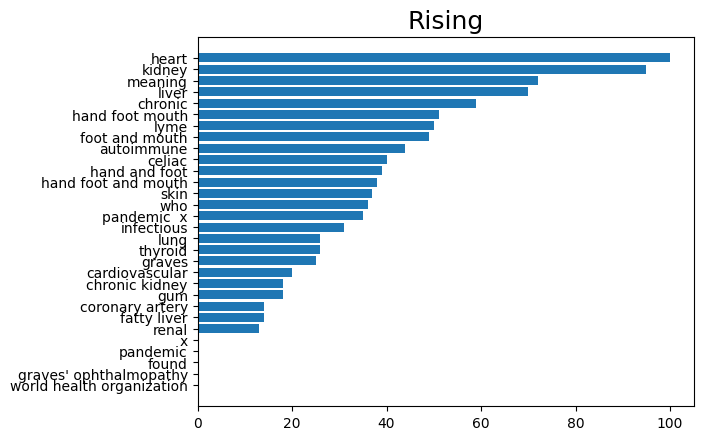 Rising
heart
kidney
meaning
liver
chronic
hand foot mouth
lyme
foot and mouth
autoimmune
celiac
hand and foot
hand foot and mouth
skin
who
pandemic  x
infectious
lung
thyroid
graves
cardiovascular
chronic kidney
gum
coronary artery
fatty liver
renal
x
pandemic
found
graves' ophthalmopathy
world health organization
0 20 40 60 80 100